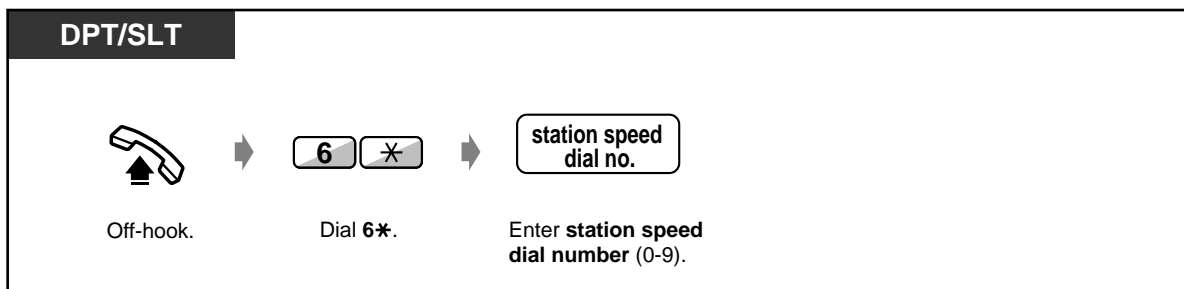 DPT/SLT
6 ✳
station speed
dial no.
Off-hook.
Dial 6✳.
Enter station speed
dial number (0-9).